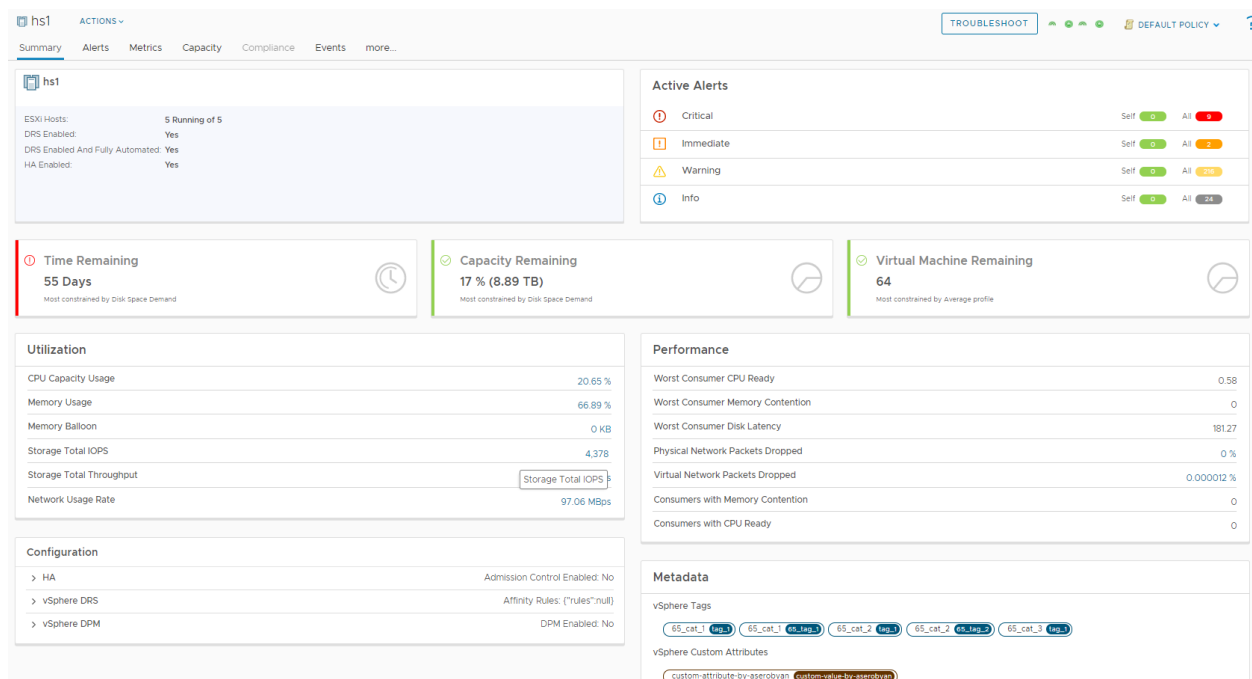 hs1 ACTIONS TROUBLESHOOT DEFAULT POLICY ?
Summary Alerts Metrics Capacity Compliance Events more...
hs1
ESXi Hosts: 5 Running of 5
DRS Enabled: Yes
DRS Enabled And Fully Automated: Yes
HA Enabled: Yes
Active Alerts
Critical Self 0 All 9
Immediate Self 0 All 2
Warning Self 0 All
Info Self 0 All 24
Time Remaining
55 Days
Most constrained by Disk Space Demand
Capacity Remaining
17 % (8.89 TB)
Most constrained by Disk Space Demand
Virtual Machine Remaining
64
Most constrained by Average profile
Utilization
CPU Capacity Usage 20.65 %
Memory Usage 66.89 %
Memory Balloon 0 KB
Storage Total IOPS 4,378
Storage Total Throughput
Storage Total IOPS
Network Usage Rate 97.06 MBps
Performance
Worst Consumer CPU Ready 0.58
Worst Consumer Memory Contention 0
Worst Consumer Disk Latency 181.27
Physical Network Packets Dropped 0 %
Virtual Network Packets Dropped 0.000012 %
Consumers with Memory Contention 0
Consumers with CPU Ready 0
Configuration
HA Admission Control Enabled: No
vSphere DRS Affinity Rules: {"rules":null}
vSphere DPM DPM Enabled: No
Metadata
vSphere Tags
65_cat_1 tag_1 65_cat_1 65_tag_1 65_cat_2 tag_1 65_cat_2 65_tag_2 65_cat_3 tag_1
vSphere Custom Attributes
custom-attribute-by-aserobyan custom-value-by-aserobyan